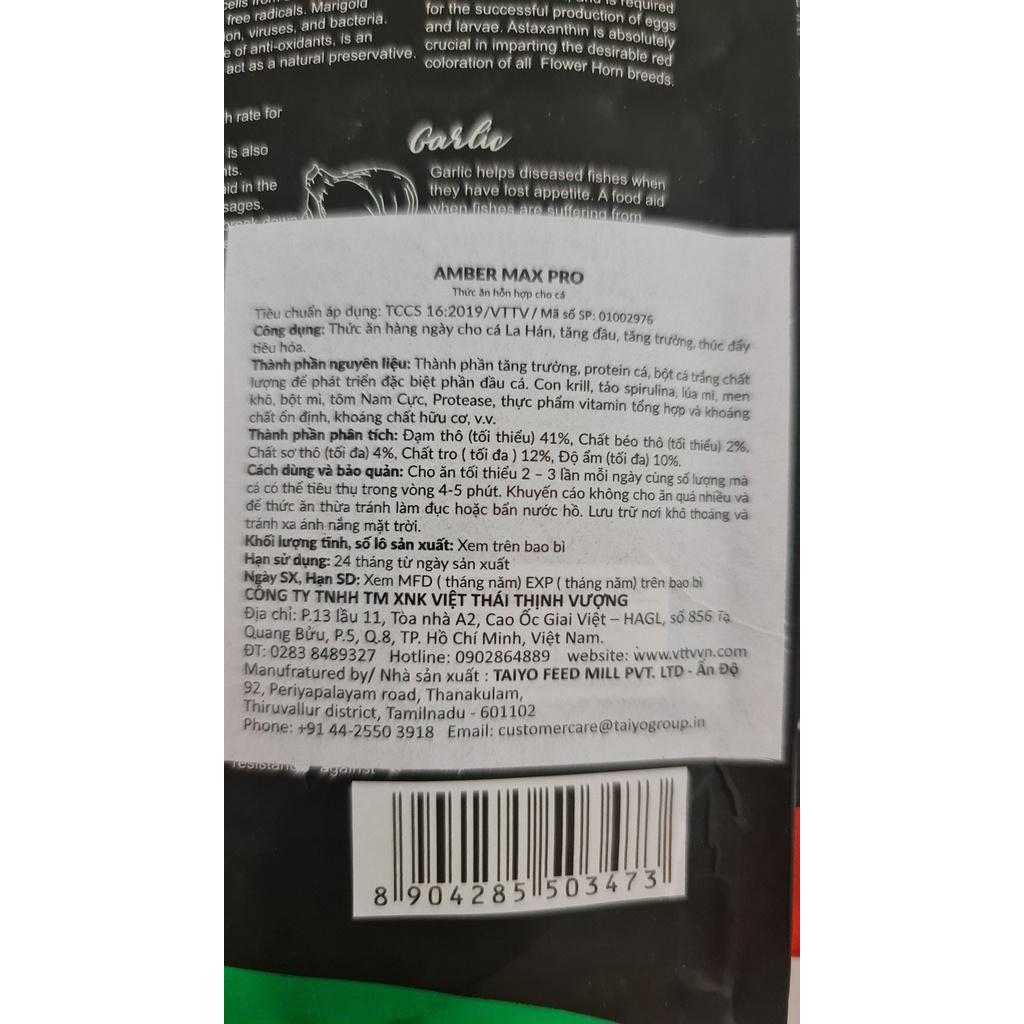 free radicals. Marigold
on, viruses, and bacteria.
e of anti-oxidants, is an
act as a natural preservative.
h rate for
is also
nts.
aid in the
sages.
break down
and is required
for the successful production of eggs
and larvae. Astaxanthin is absolutely
crucial in imparting the desirable red
coloration of all Flower Horn breeds.
Garlic
Garlic helps diseased fishes when
they have lost appetite. A food aid
when fishes are suffering from
AMBER MAX PRO
Thức ăn hỗn hợp cho cá
Tiêu chuẩn áp dụng: TCCS 16:2019/VTTV / Mã số SP: 01002976
Công dụng: Thức ăn hàng ngày cho cá La Hán, tăng đầu, tăng trưởng, thúc đẩy
tiêu hóa.
Thành phần nguyên liệu: Thành phần tăng trưởng, protein cá, bột cá trắng chất
lượng để phát triển đặc biệt phần đầu cá. Con krill, tảo spirulina, lúa mì, men
khô, bột mì, tôm Nam Cực, Protease, thực phẩm vitamin tổng hợp và khoáng
chất ổn định, khoáng chất hữu cơ, v.v.
Thành phần phân tích: Đạm thô (tối thiểu) 41%, Chất béo thô (tối thiểu) 2%,
Chất sơ thô (tối đa) 4%, Chất tro ( tối đa ) 12%, Độ ẩm (tối đa) 10%.
Cách dùng và bảo quản: Cho ăn tối thiểu 2 – 3 lần mỗi ngày cùng số lượng mà
cá có thể tiêu thụ trong vòng 4-5 phút. Khuyến cáo không cho ăn quá nhiều và
để thức ăn thừa tránh làm đục hoặc bẩn nước hồ. Lưu trữ nơi khô thoáng và
tránh xa ánh nắng mặt trời.
Khối lượng tĩnh, số lô sản xuất: Xem trên bao bì
Hạn sử dụng: 24 tháng từ ngày sản xuất
Ngày SX, Hạn SD: Xem MFD ( tháng năm) EXP ( tháng năm) trên bao bì
CÔNG TY TNHH TM XNK VIỆT THÁI THỊNH VƯỢNG
Địa chỉ: P.13 lầu 11, Tòa nhà A2, Cao Ốc Giai Việt – HAGL, số 856 Tạ
Quang Bửu, P.5, Q.8, TP. Hồ Chí Minh, Việt Nam.
ĐT: 0283 8489327 Hotline: 0902864889 website: www.vttvvn.com
Manufratured by/ Nhà sản xuất : TAIYO FEED MILL PVT. LTD - Ấn Độ
92, Periyapalayam road, Thanakulam,
Thiruvallur district, Tamilnadu - 601102
Phone: +91 44-2550 3918 Email: customercare@taiyogroup.in
against
8 904285 503473